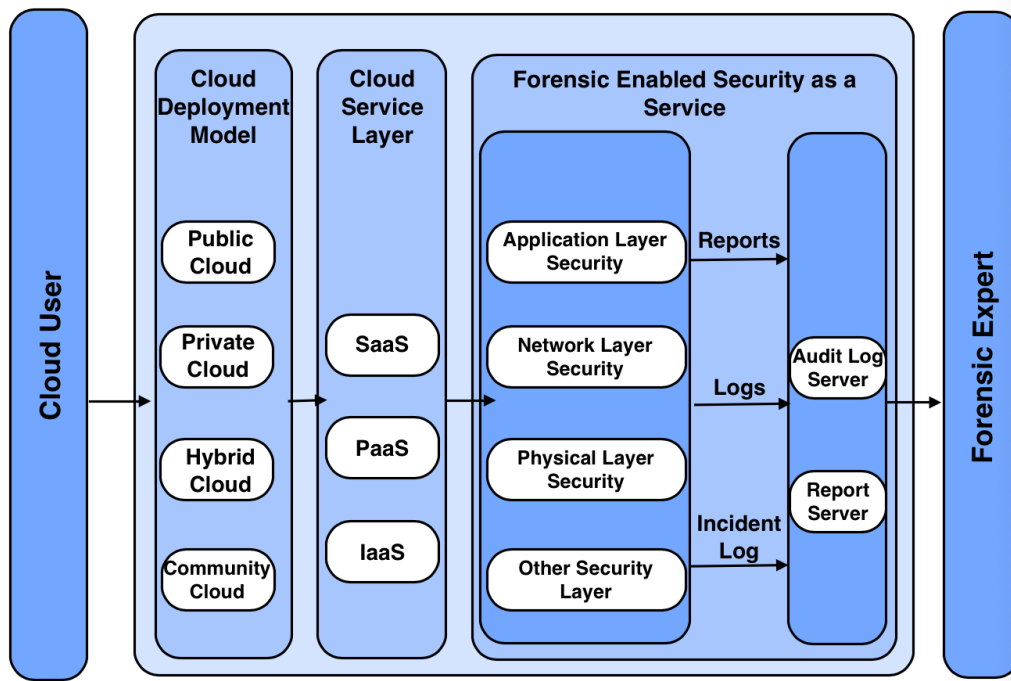 Cloud User
Cloud
Deployment
Model
Public
Cloud
Private
Cloud
Hybrid
Cloud
Community
Cloud
Cloud
Service
Layer
SaaS
PaaS
IaaS
Forensic Enabled Security as a
Service
Application Layer
Security
Network Layer
Security
Physical Layer
Security
Other Security
Layer
Reports
Logs
Incident
Log
Audit Log
Server
Report
Server
Forensic Expert